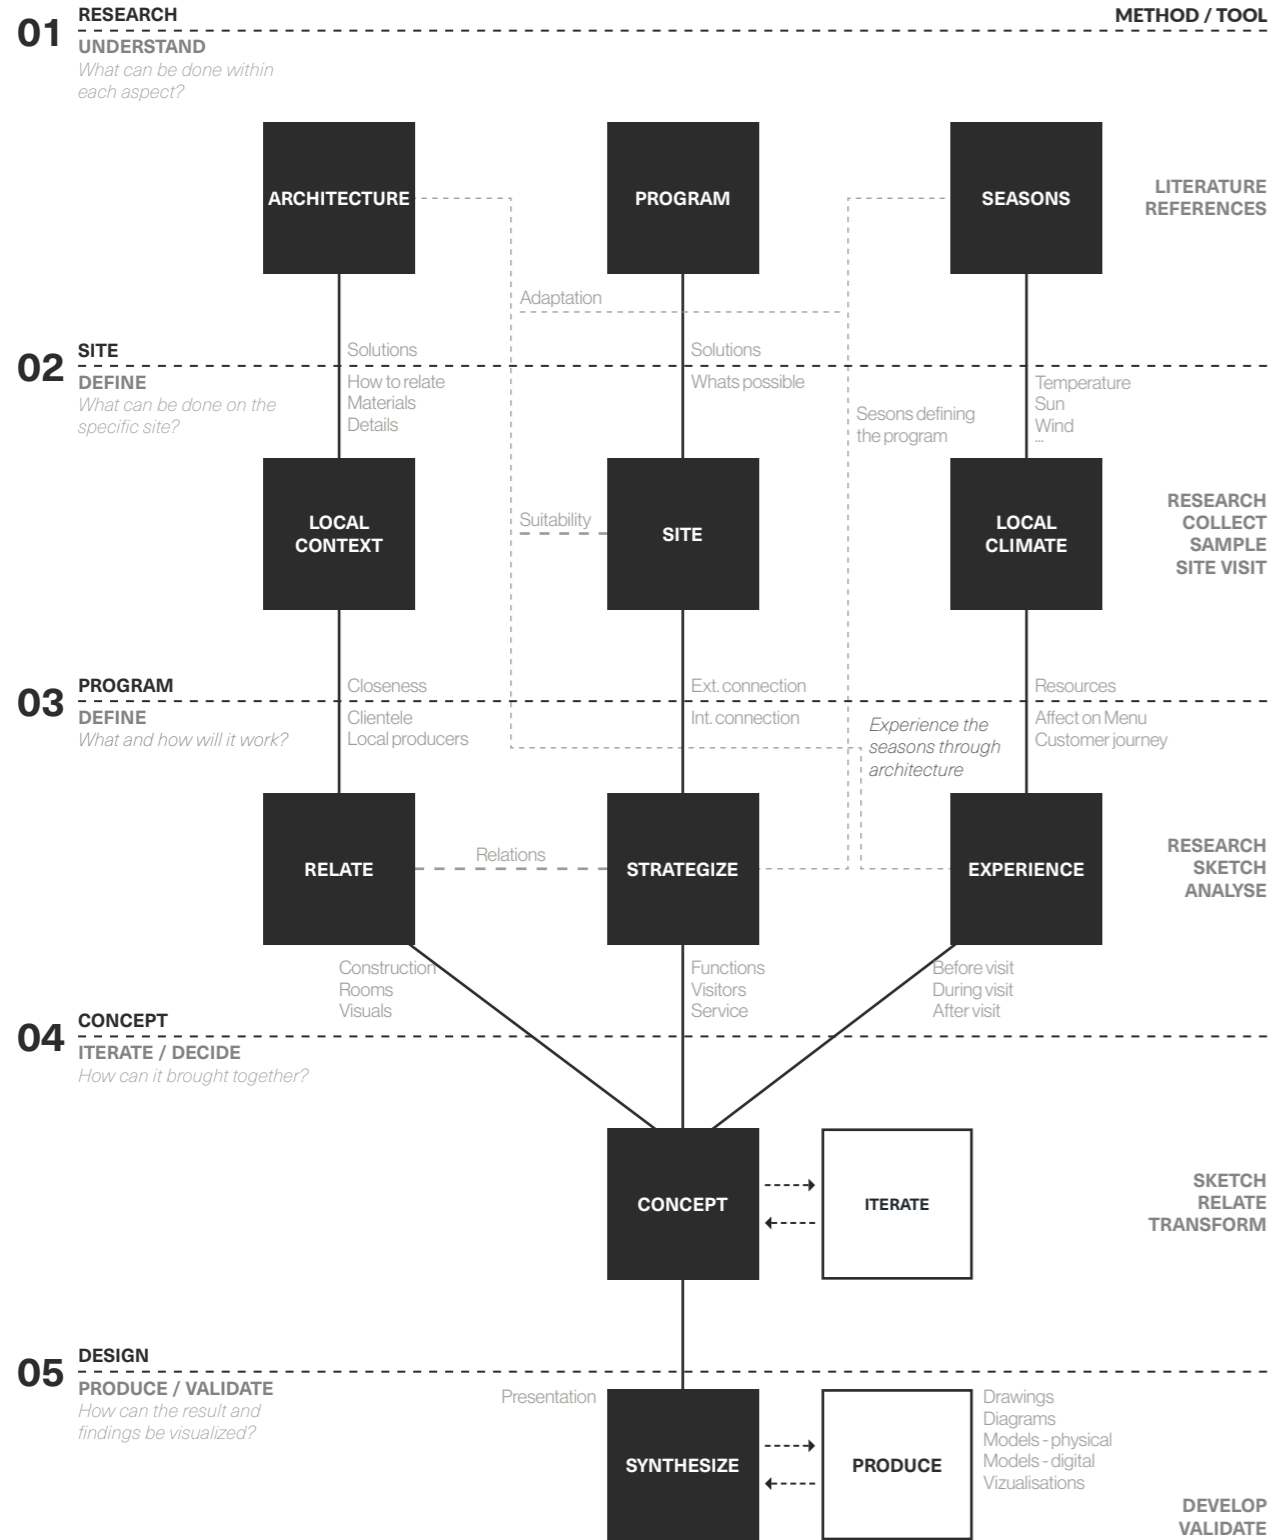 RESEARCH
METHOD / TOOL
01
UNDERSTAND
What can be done within
each aspect?
ARCHITECTURE
PROGRAM
SEASONS
LITERATURE
REFERENCES
Adaptation
SITE
Solutions
Solutions
02
DEFINE
What can be done on the
specific site?
How to relate
Materials
Details
Whats possible
Sesons defining
the program
Temperature
Sun
Wind
...
LOCAL
CONTEXT
Suitability
SITE
LOCAL
CLIMATE
RESEARCH
COLLECT
SAMPLE
SITE VISIT
PROGRAM
Closeness
Ext. connection
Resources
03
DEFINE
What and how will it work?
Clientele
Local producers
Int. connection
Experience the
seasons through
architecture
Affect on Menu
Customer journey
RELATE
Relations
STRATEGIZE
EXPERIENCE
RESEARCH
SKETCH
ANALYSE
Construction
Rooms
Visuals
Functions
Visitors
Service
Before visit
During visit
After visit
CONCEPT
04
ITERATE / DECIDE
How can it brought together?
CONCEPT
ITERATE
SKETCH
RELATE
TRANSFORM
DESIGN
05
PRODUCE / VALIDATE
How can the result and
findings be visualized?
Presentation
SYNTHESIZE
PRODUCE
Drawings
Diagrams
Models - physical
Models - digital
Vizualisations
DEVELOP
VALIDATE